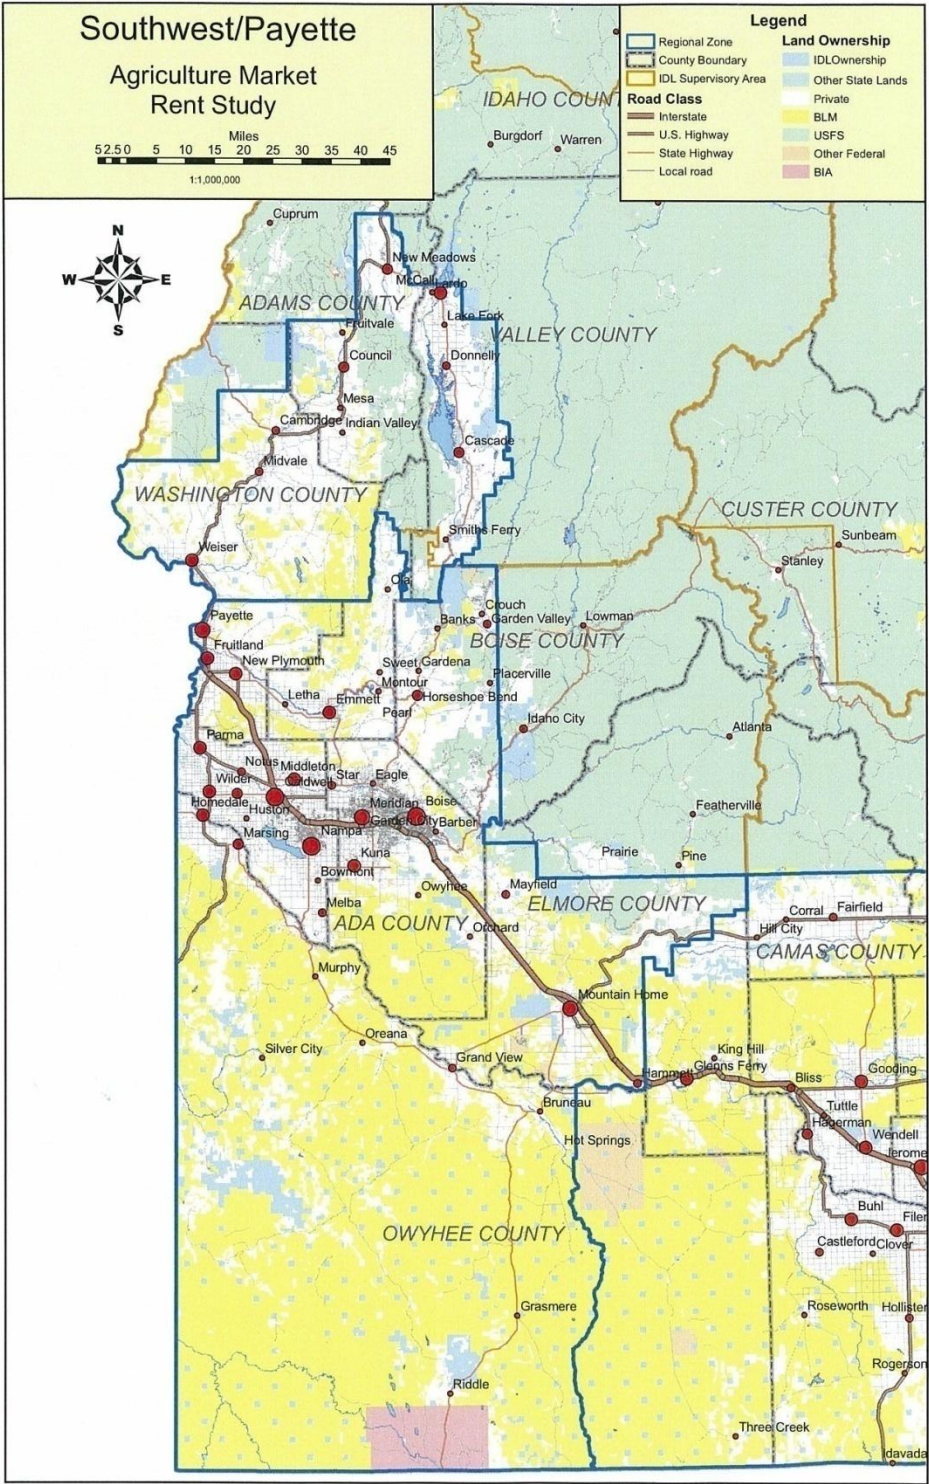 Southwest/Payette
Agriculture Market
Rent Study
Miles
5 2.5 0 5 10 15 20 25 30 35 40 45
1:1,000,000
Legend
Regional Zone
County Boundary
IDL Supervisory Area
Road Class
Interstate
U.S. Highway
State Highway
Local road
Land Ownership
IDLOwnership
Other State Lands
Private
BLM
USFS
Other Federal
BIA
N
W E
S
IDAHO COUNT
Burgdorf
Warren
Cuprum
New Meadows
McCall
Lardo
ADAMS COUNTY
Lake Fork
Fruitvale
VALLEY COUNTY
Council
Donnelly
Mesa
Cambridge
Indian Valley
Cascade
Midvale
WASHINGTON COUNTY
CUSTER COUNTY
Smiths Ferry
Sunbeam
Weiser
Stanley
Ola
Crouch
Payette
Banks
Garden Valley
Lowman
BOISE COUNTY
Fruitland
New Plymouth
Sweet
Gardena
Placerville
Montour
Letha
Emmett
Horseshoe Bend
Pearl
Idaho City
Atlanta
Parma
Notus
Middleton
Star
Eagle
Wilder
Caldwell
Homedale
Huston
Meridian
Boise
Featherville
Garden City
Barber
Marsing
Nampa
Kuna
Prairie
Pine
Bowmont
Owyhee
Mayfield
Melba
ELMORE COUNTY
ADA COUNTY
Corral
Fairfield
Orchard
Hill City
CAMAS COUNTY
Murphy
Mountain Home
Oreana
Silver City
Grand View
King Hill
Hammett
Glenns Ferry
Bliss
Gooding
Bruneau
Tuttle
Hagerman
Hot Springs
Wendell
Jerome
Buhl
Filer
OWYHEE COUNTY
Castleford
Clover
Grasmere
Roseworth
Hollister
Rogerson
Riddle
Three Creek
Idavada